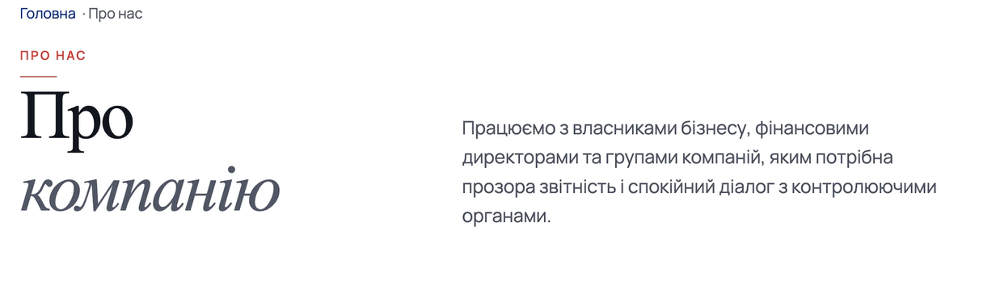 Головна · Про нас
ПРО НАС
Про
компанію
Працюємо з власниками бізнесу, фінансовими
директорами та групами компаній, яким потрібна
прозора звітність і спокійний діалог з контролюючими
органами.